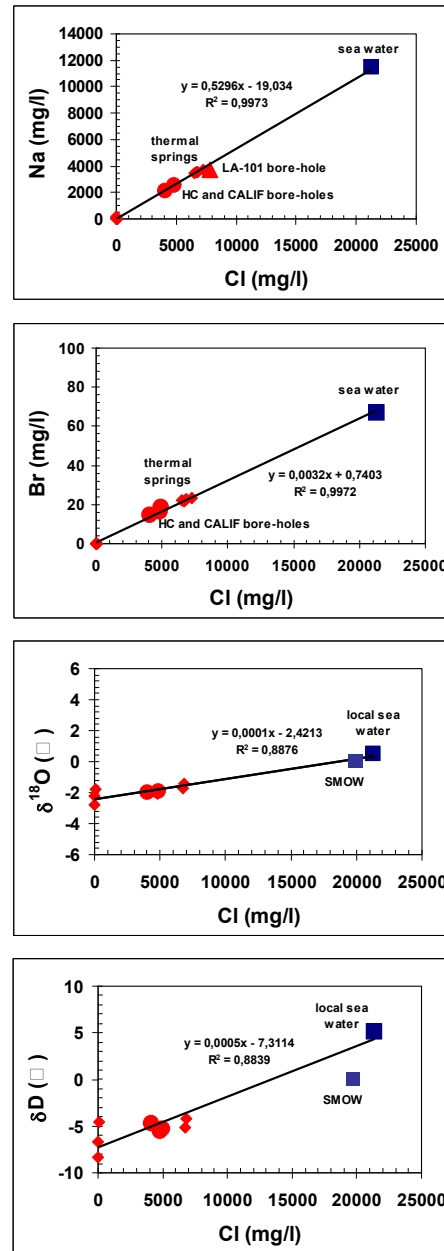 14000
12000
10000
8000
6000
4000
2000
0
Na (mg/l)
sea water
y = 0,5296x - 19,034
R² = 0,9973
thermal
springs
LA-101 bore-hole
HC and CALIF bore-holes
0 5000 10000 15000 20000 25000
Cl (mg/l)
100
80
60
40
20
0
Br (mg/l)
sea water
thermal
springs
y = 0,0032x + 0,7403
R² = 0,9972
HC and CALIF bore-holes
0 5000 10000 15000 20000 25000
Cl (mg/l)
6
4
2
0
-2
-4
-6
δ¹⁸O (□
local sea
water
y = 0,0001x - 2,4213
R² = 0,8876
SMOW
0 5000 10000 15000 20000 25000
Cl (mg/l)
10
5
0
-5
-10
δD (□)
local sea
water
y = 0,0005x - 7,3114
R² = 0,8839
SMOW
0 5000 10000 15000 20000 25000
Cl (mg/l)